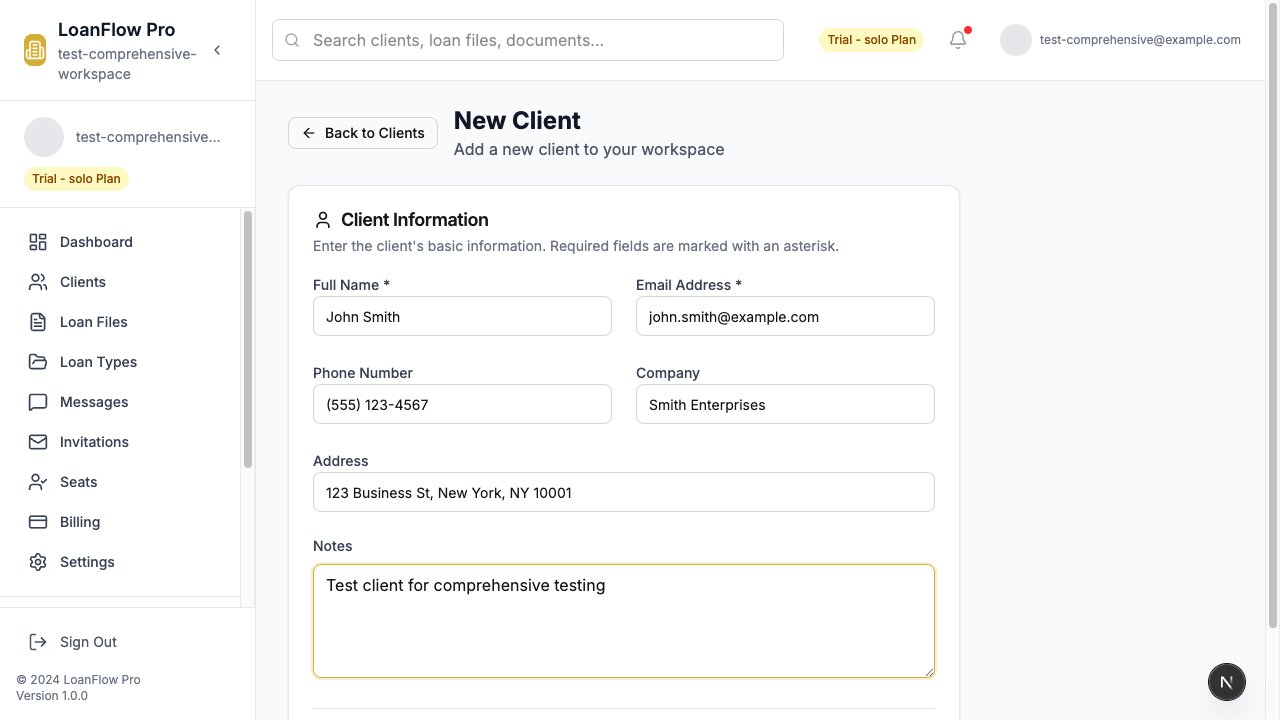 LoanFlow Pro
test-comprehensive-
workspace
test-comprehensive...
Trial - solo Plan
Dashboard
Clients
Loan Files
Loan Types
Messages
Invitations
Seats
Billing
Settings
Sign Out
© 2024 LoanFlow Pro
Version 1.0.0
Search clients, loan files, documents...
Trial - solo Plan
test-comprehensive@example.com
Back to Clients
New Client
Add a new client to your workspace
Client Information
Enter the client's basic information. Required fields are marked with an asterisk.
Full Name *
John Smith
Email Address *
john.smith@example.com
Phone Number
(555) 123-4567
Company
Smith Enterprises
Address
123 Business St, New York, NY 10001
Notes
Test client for comprehensive testing
N